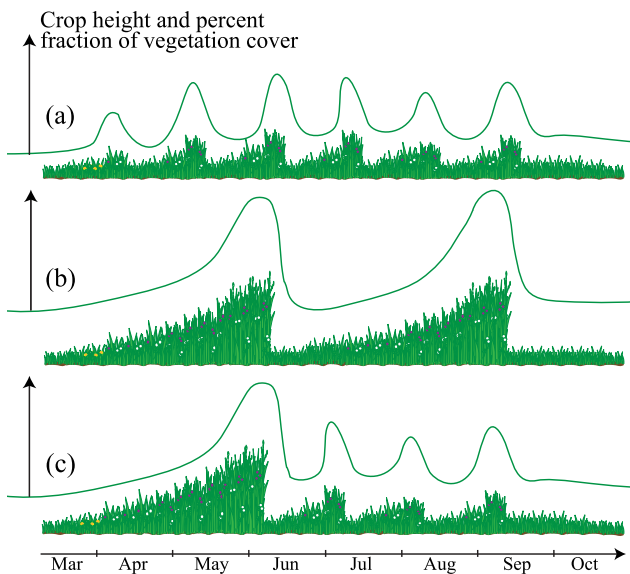 Crop height and percent
fraction of vegetation cover
(a)
(b)
(c)
Mar Apr May Jun Jul Aug Sep Oct